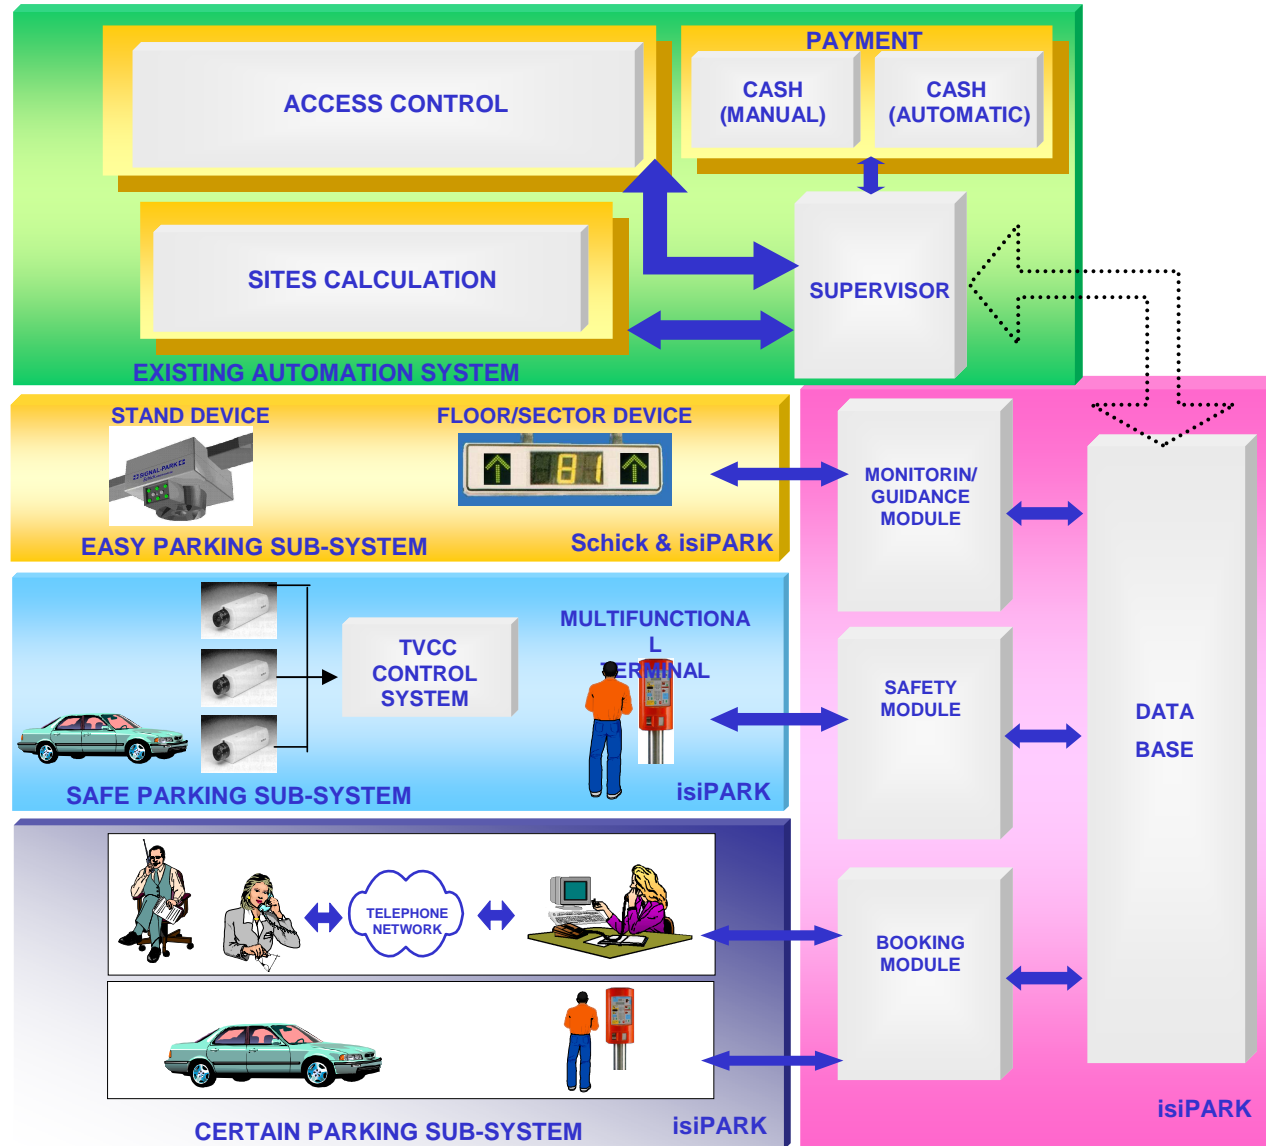 PAYMENT
ACCESS CONTROL
CASH
(MANUAL)
CASH
(AUTOMATIC)
SITES CALCULATION
SUPERVISOR
EXISTING AUTOMATION SYSTEM
STAND DEVICE
FLOOR/SECTOR DEVICE
SIGNAL-PARK
81
EASY PARKING SUB-SYSTEM
Schick & isiPARK
MONITORIN/
GUIDANCE
MODULE
TVCC
CONTROL
SYSTEM
MULTIFUNCTIONA
L
TERMINAL
SAFE PARKING SUB-SYSTEM
isiPARK
SAFETY
MODULE
DATA
BASE
TELEPHONE
NETWORK
BOOKING
MODULE
CERTAIN PARKING SUB-SYSTEM
isiPARK
isiPARK